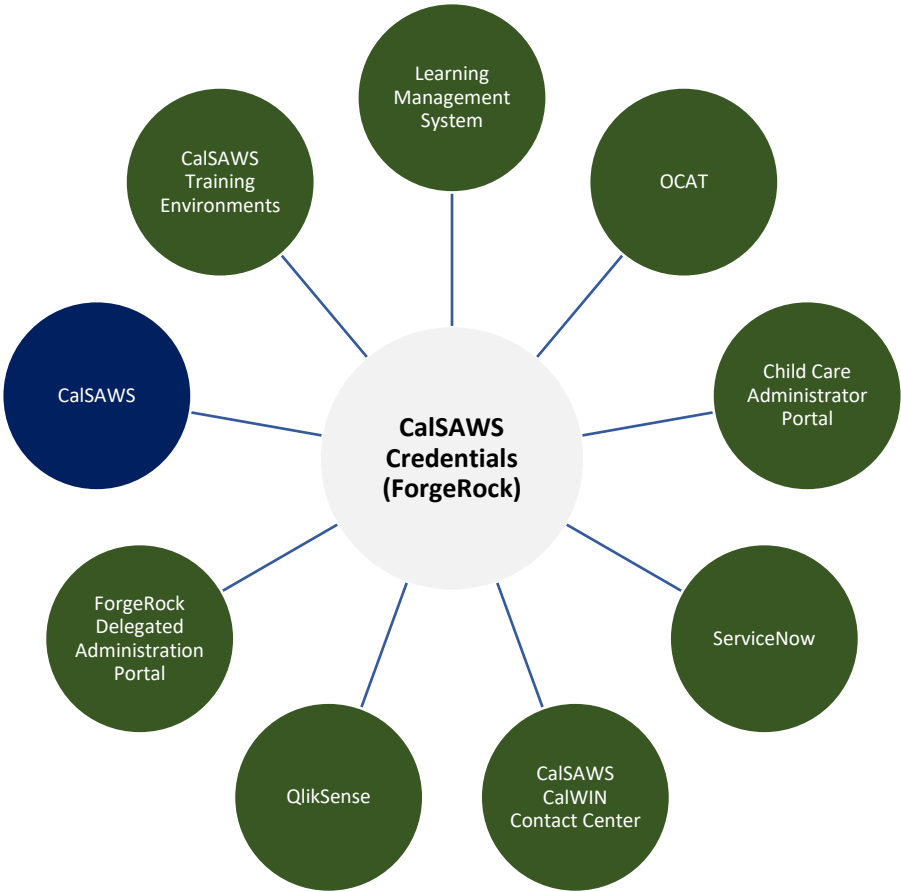 Learning
Management
System
OCAT
Child Care
Administrator
Portal
ServiceNow
CalSAWS
CalWIN
Contact Center
QlikSense
ForgeRock
Delegated
Administration
Portal
CalSAWS
CalSAWS
Training
Environments
CalSAWS
Credentials
(ForgeRock)